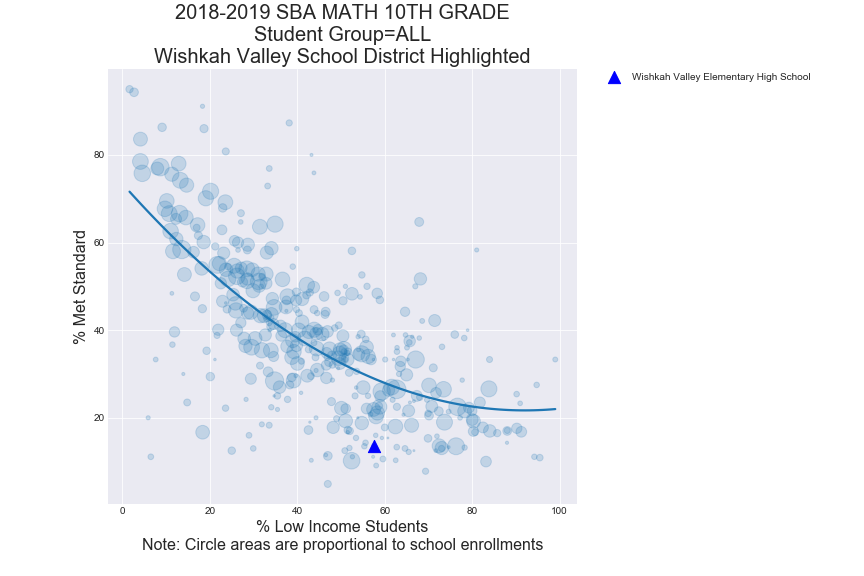 2018-2019 SBA MATH 10TH GRADE
Student Group=ALL
Wishkah Valley School District Highlighted
Wishkah Valley Elementary High School
% Met Standard
80
60
40
20
0 20 40 60 80 100
% Low Income Students
Note: Circle areas are proportional to school enrollments